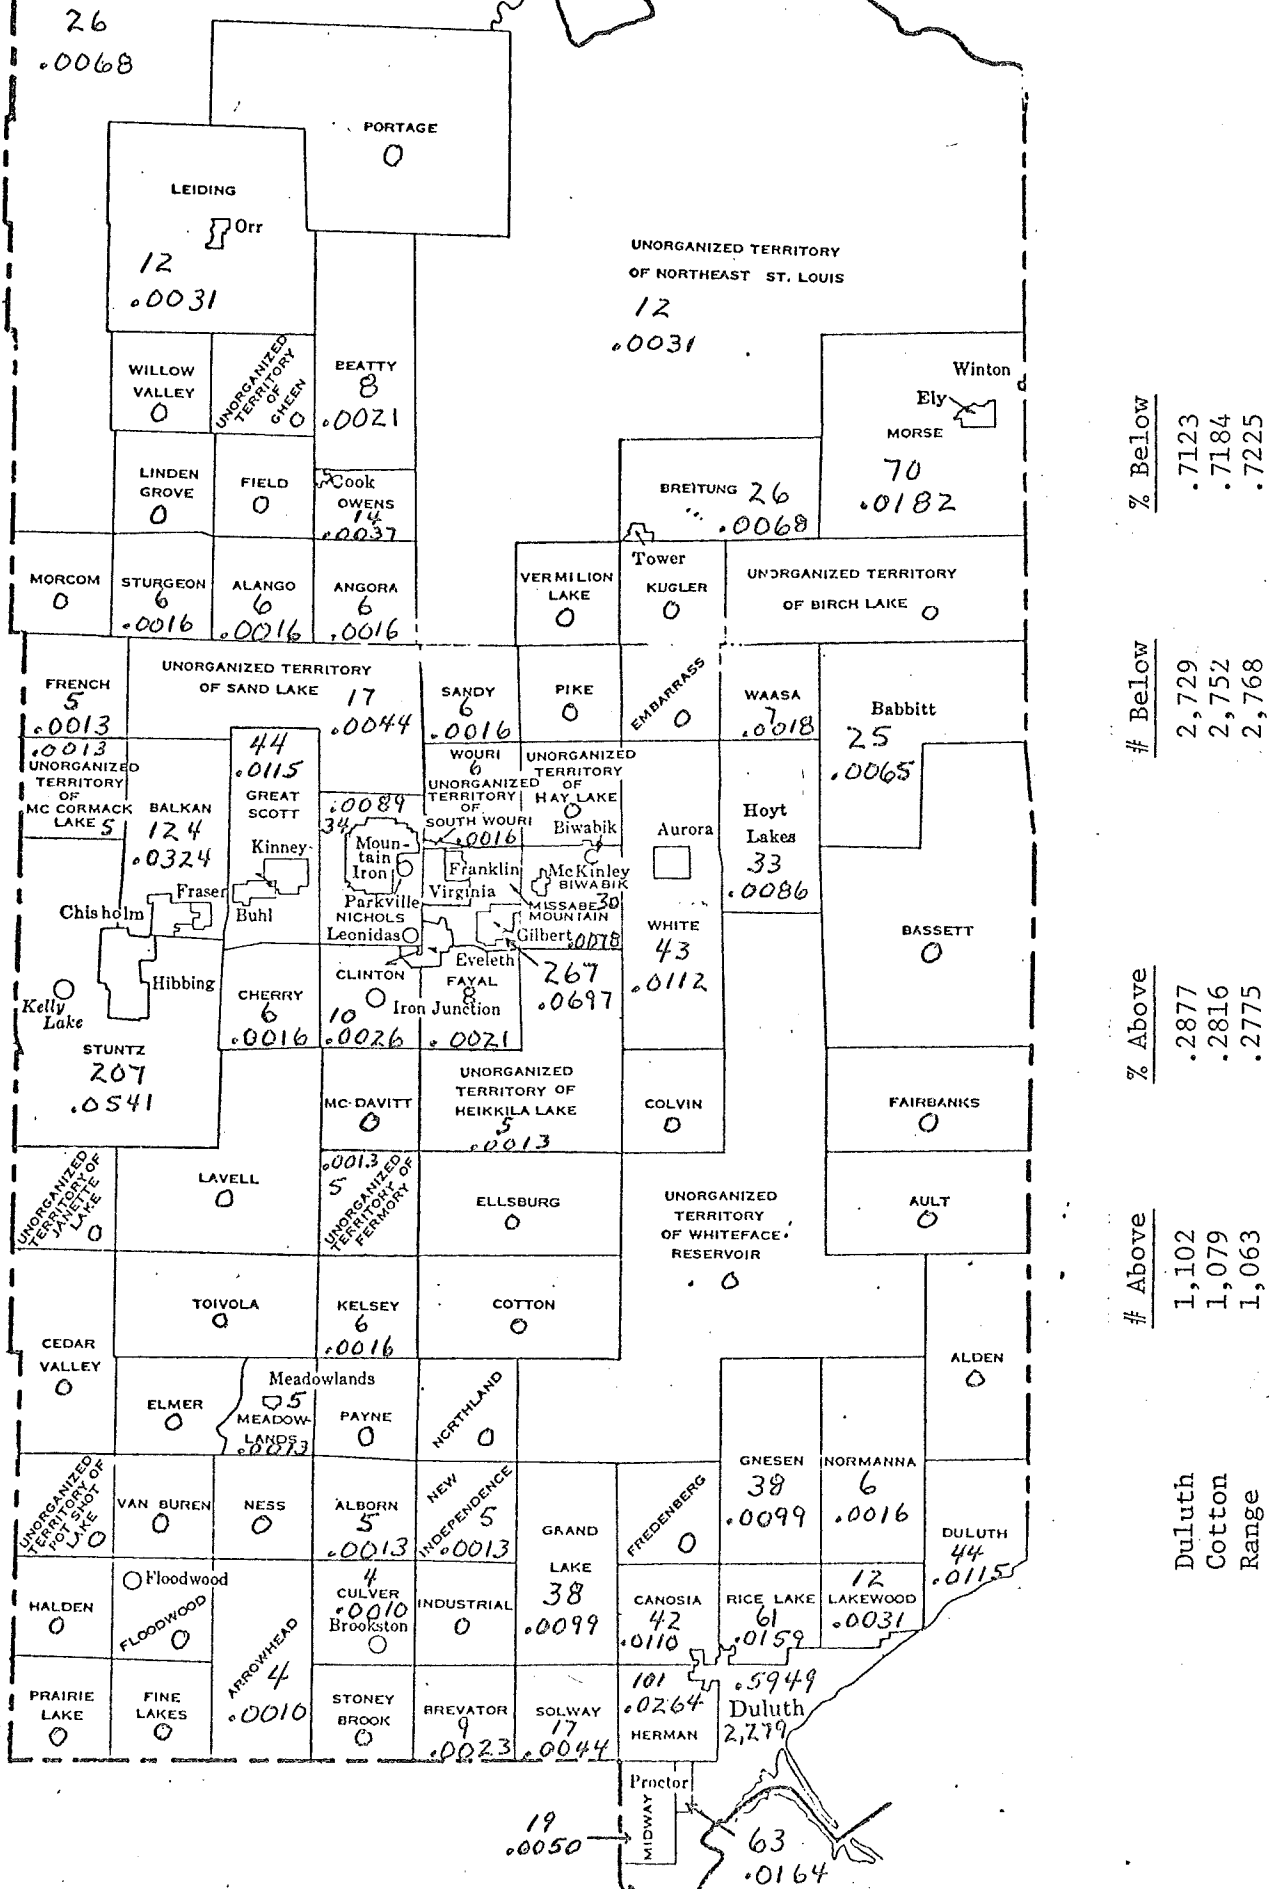 26
.0068
PORTAGE
0
LEIDING
Orr
12
.0031
UNORGANIZED TERRITORY
OF NORTHEAST ST. LOUIS
12
.0031
WILLOW
VALLEY
0
UNORGANIZED
TERRITORY
OF
GHEEN
0
BEATTY
8
.0021
Winton
Ely
MORSE
70
.0182
LINDEN
GROVE
0
FIELD
0
Cook
OWENS
14
.0037
BREITUNG 26
.0068
Tower
MORCOM
0
STURGEON
6
.0016
ALANGO
6
.0016
ANGORA
6
.0016
VERMILION
LAKE
0
KUGLER
0
UNORGANIZED TERRITORY
OF BIRCH LAKE 0
FRENCH
5
.0013
UNORGANIZED TERRITORY
OF SAND LAKE 17
.0044
SANDY
6
.0016
PIKE
0
EMBARRASS
0
WAASA
7
.0018
Babbitt
25
.0065
.0013
UNORGANIZED
TERRITORY
OF
MC CORMACK
LAKE 5
BALKAN
124
.0324
44
.0115
GREAT
SCOTT
Kinney
Buhl
Fraser
Chisholm
.0089
34
Moun-
tain
Iron
Parkville
NICHOLS
Leonidas
WOURI
6
UNORGANIZED
TERRITORY
OF
SOUTH WOURI
.0016
Franklin
Virginia
UNORGANIZED
TERRITORY
OF
HAY LAKE
0
Biwabik
McKinley
BIWABIK
30
MISSABE
MOUNTAIN
Gilbert .0078
267
.0697
Aurora
WHITE
43
.0112
Hoyt
Lakes
33
.0086
BASSETT
0
Hibbing
Kelly
Lake
STUNTZ
207
.0541
CHERRY
6
.0016
CLINTON
10
.0026
Eveleth
FAYAL
8
Iron Junction
.0021
MC DAVITT
0
UNORGANIZED
TERRITORY OF
HEIKKILA LAKE
5
.0013
COLVIN
0
FAIRBANKS
0
UNORGANIZED
TERRITORY OF
JANETTE
LAKE
0
LAVELL
0
.0013
5
UNORGANIZED
TERRITORY OF
FERMORY
ELLSBURG
0
UNORGANIZED
TERRITORY
OF WHITEFACE
RESERVOIR
0
AULT
0
TOIVOLA
0
KELSEY
6
.0016
COTTON
0
CEDAR
VALLEY
0
ALDEN
0
ELMER
0
Meadowlands
5
MEADOW-
LANDS
.0013
PAYNE
0
NORTHLAND
0
GNESEN
38
.0099
NORMANNA
6
.0016
UNORGANIZED
TERRITORY OF
POT SHOT
LAKE
0
VAN BUREN
0
NESS
0
ALBORN
5
.0013
NEW
INDEPENDENCE
5
.0013
GRAND
LAKE
38
.0099
FREDENBERG
0
DULUTH
44
.0115
HALDEN
0
Floodwood
FLOODWOOD
0
ARROWHEAD
4
.0010
4
CULVER
.0010
Brookston
INDUSTRIAL
0
CANOSIA
42
.0110
RICE LAKE
61
.0159
12
LAKEWOOD
.0031
PRAIRIE
LAKE
0
FINE
LAKES
0
STONEY
BROOK
0
BREVATOR
9
.0023
SOLWAY
17
.0044
101
.0264
HERMAN
.5949
Duluth
2,279
Proctor
MIDWAY
19
.0050
63
.0164
# Above % Above # Below % Below
Duluth 1,102 .2877 2,729 .7123
Cotton 1,079 .2816 2,752 .7184
Range 1,063 .2775 2,768 .7225